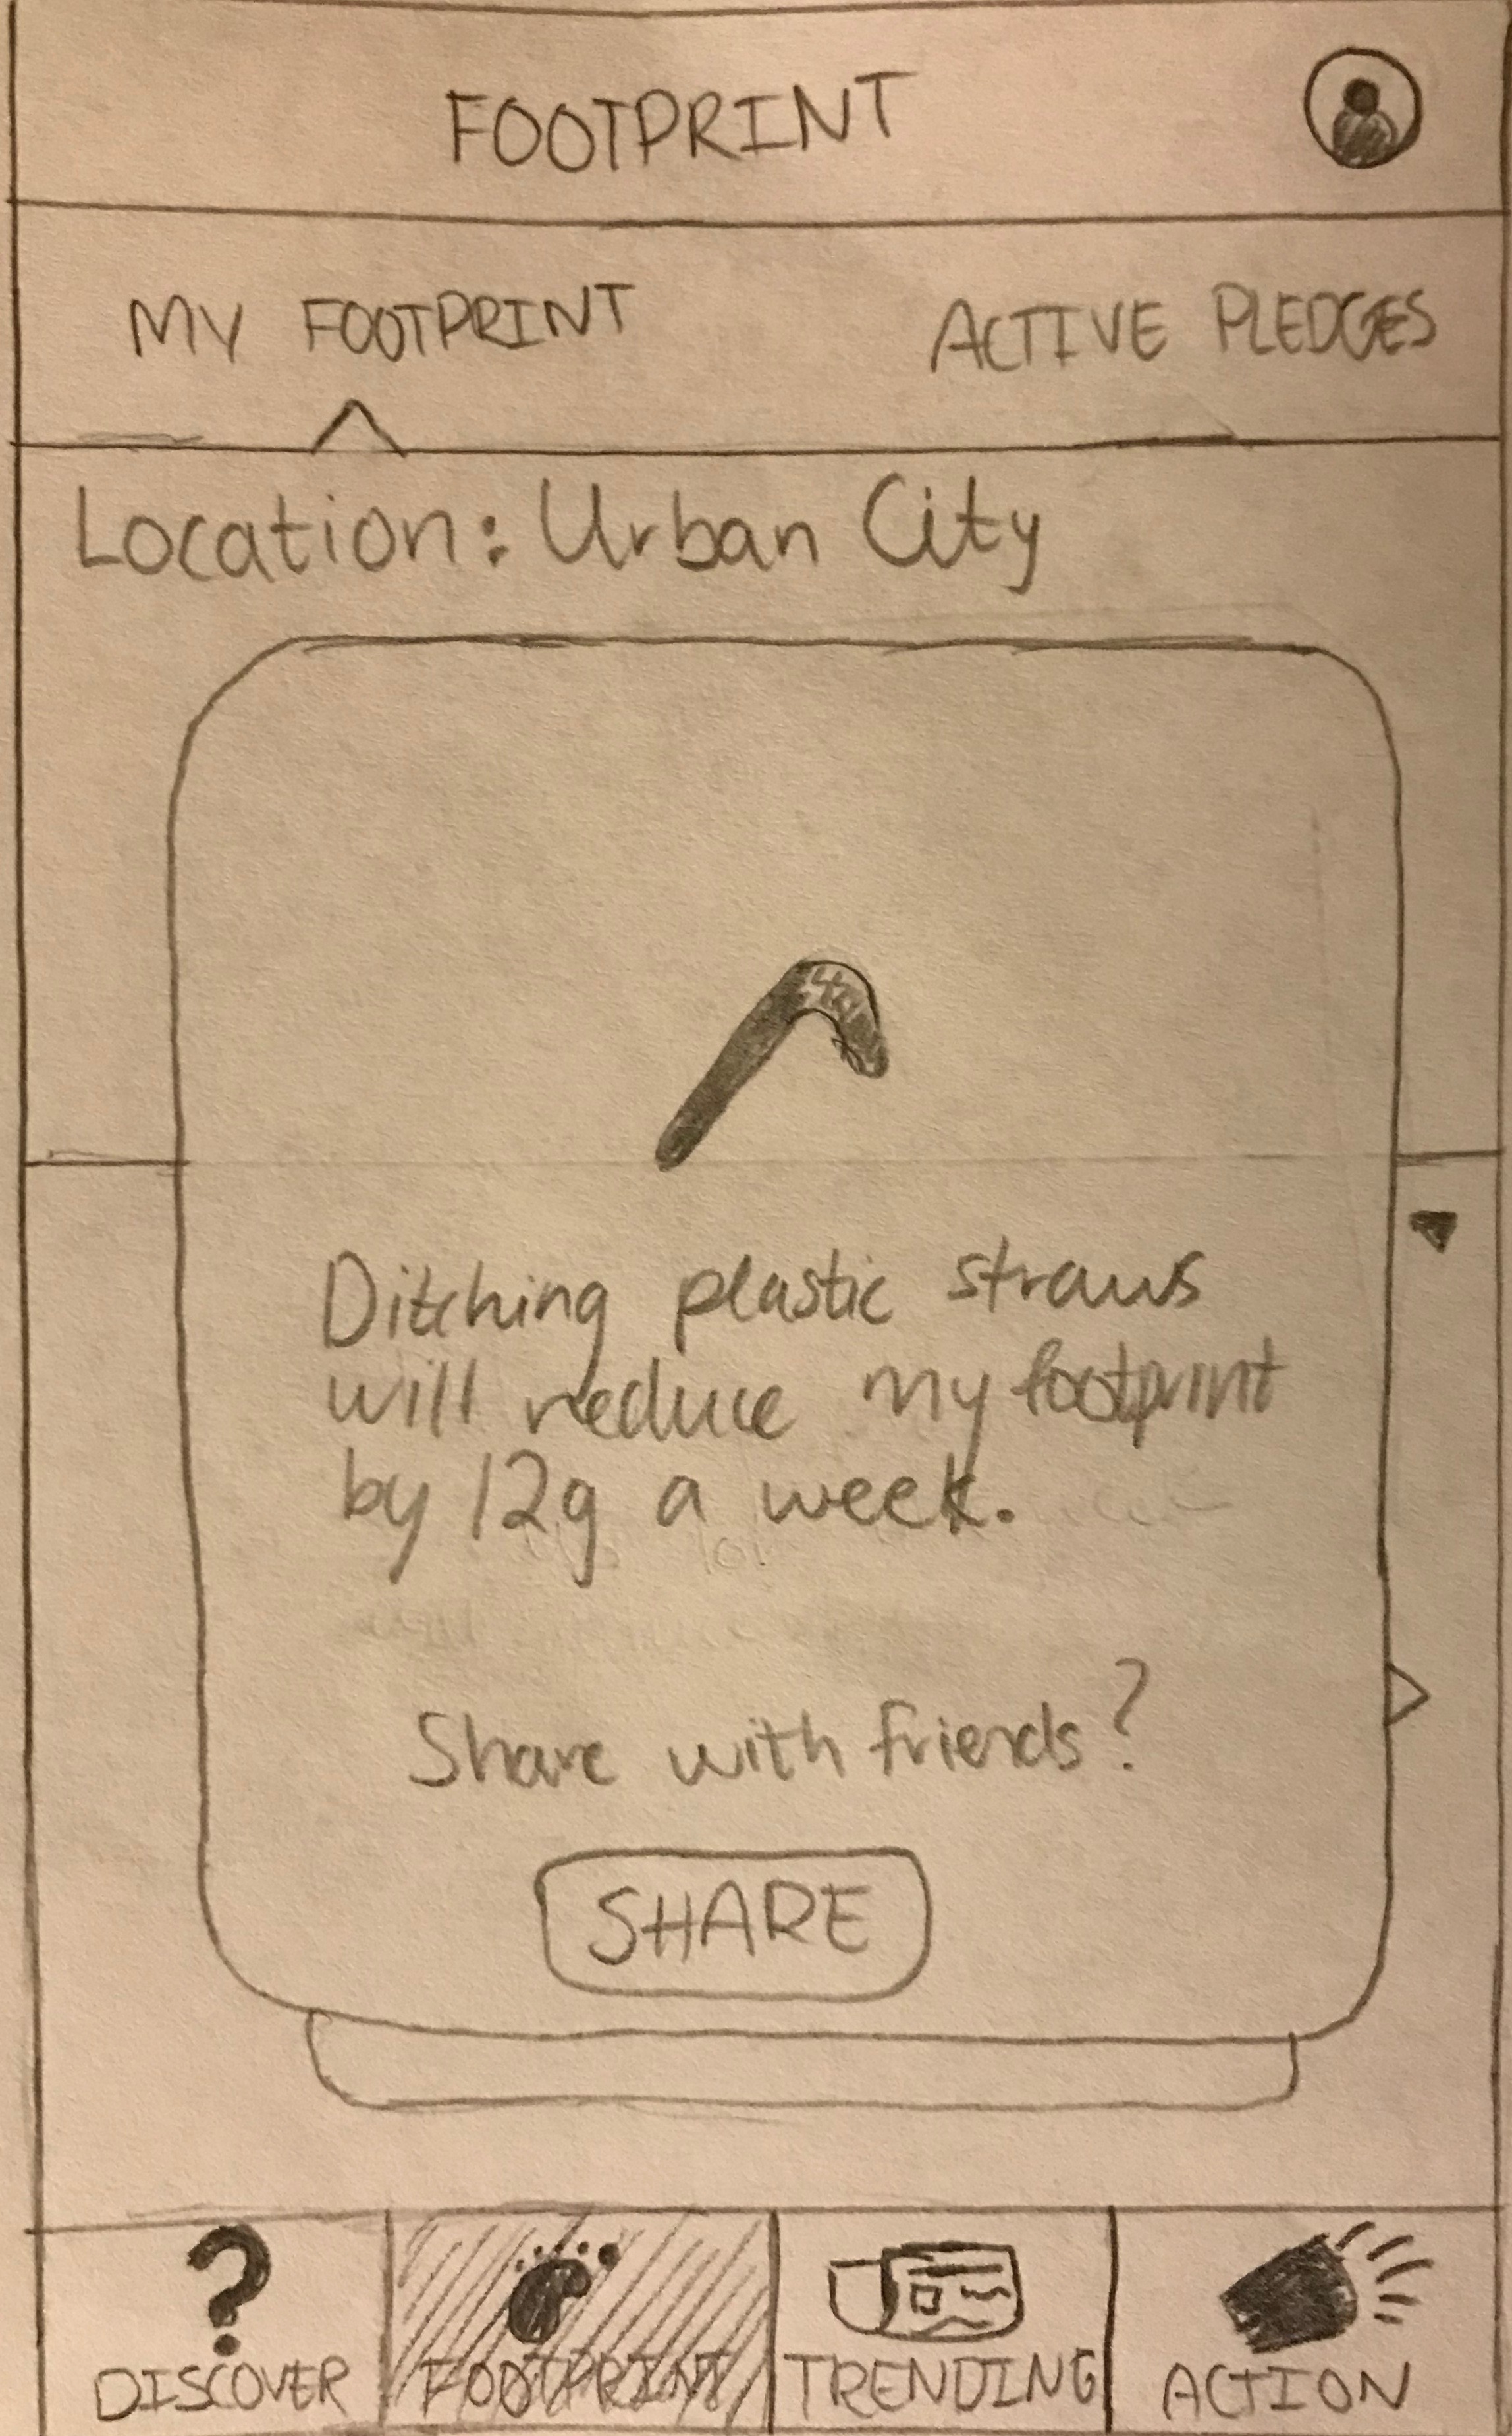 FOOTPRINT
MY FOOTPRINT
ACTIVE PLEDGES
Location: Urban City
Ditching plastic straws
will reduce my footprint
by 12g a week.
Share with friends?
SHARE
DISCOVER
FOOTPRINT
TRENDING
ACTION